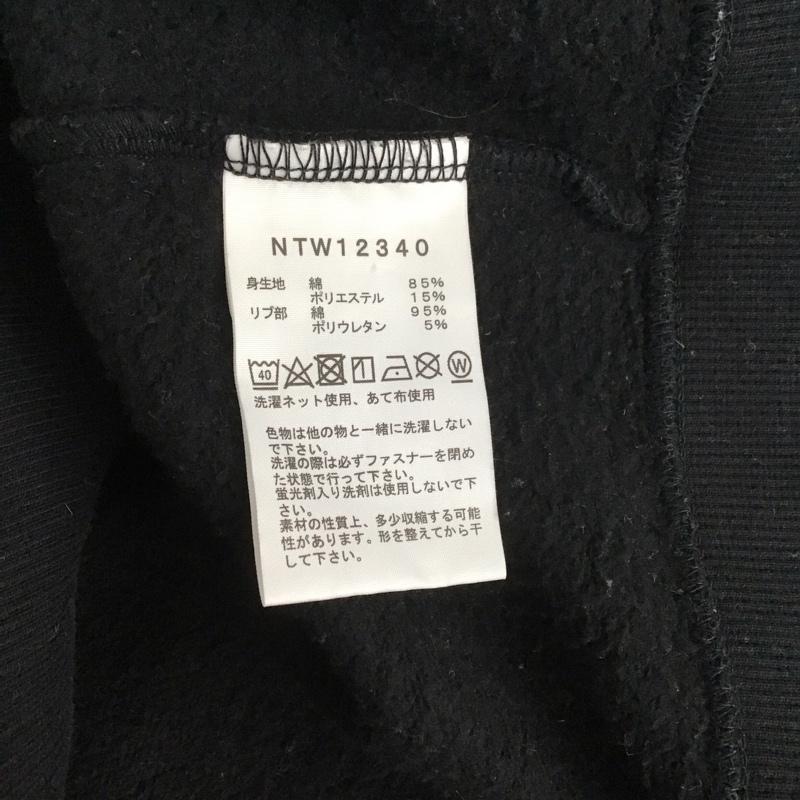 NTW12340
身生地 綿 85%
ポリエステル 15%
リブ部 綿 95%
ポリウレタン 5%
40 W
洗濯ネット使用、あて布使用
色物は他の物と一緒に洗濯しない
で下さい。
洗濯の際は必ずファスナーを閉め
た状態で行って下さい。
蛍光剤入り洗剤は使用しないで下
さい。
素材の性質上、多少収縮する可能
性があります。形を整えてから干
して下さい。